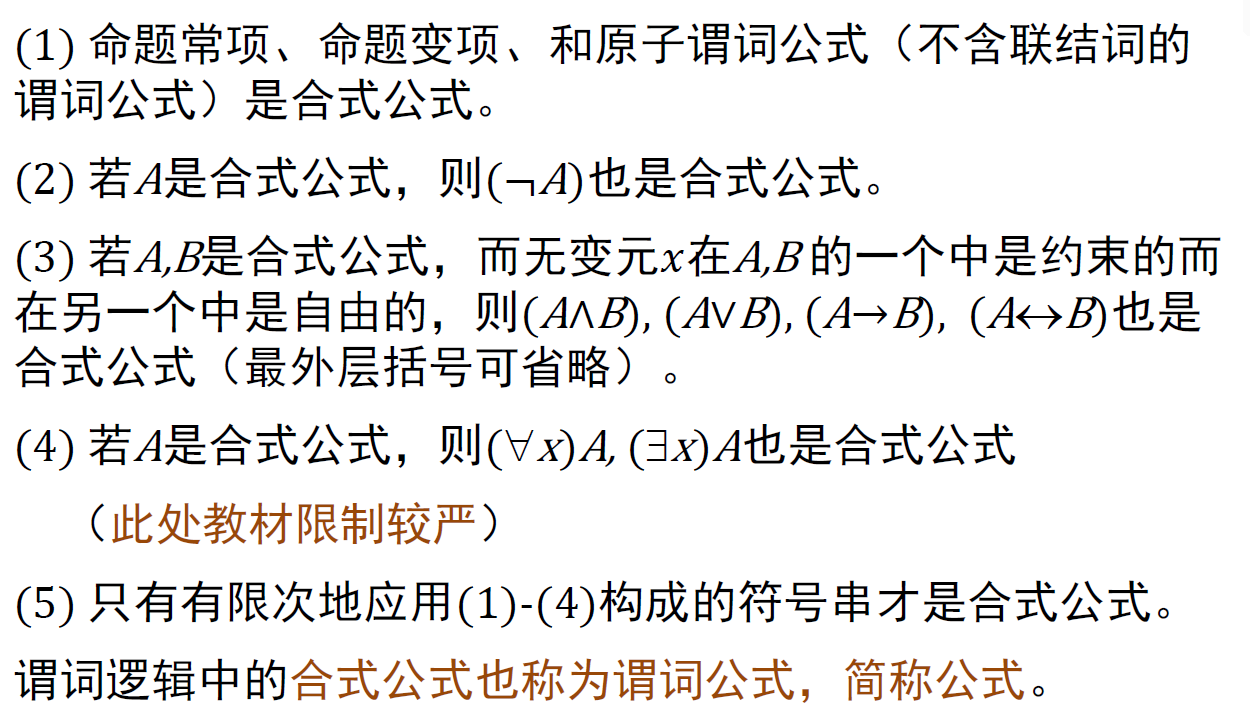 (1) 命题常项、命题变项、和原子谓词公式（不含联结词的
谓词公式）是合式公式。
(2) 若A是合式公式，则(¬A)也是合式公式。
(3) 若A,B是合式公式，而无变元x在A,B的一个中是约束的而
在另一个中是自由的，则(A∧B), (A∨B), (A→B), (A↔B)也是
合式公式（最外层括号可省略）。
(4) 若A是合式公式，则(∀x)A, (∃x)A也是合式公式
（此处教材限制较严）
(5) 只有有限次地应用(1)-(4)构成的符号串才是合式公式。
谓词逻辑中的合式公式也称为谓词公式，简称公式。